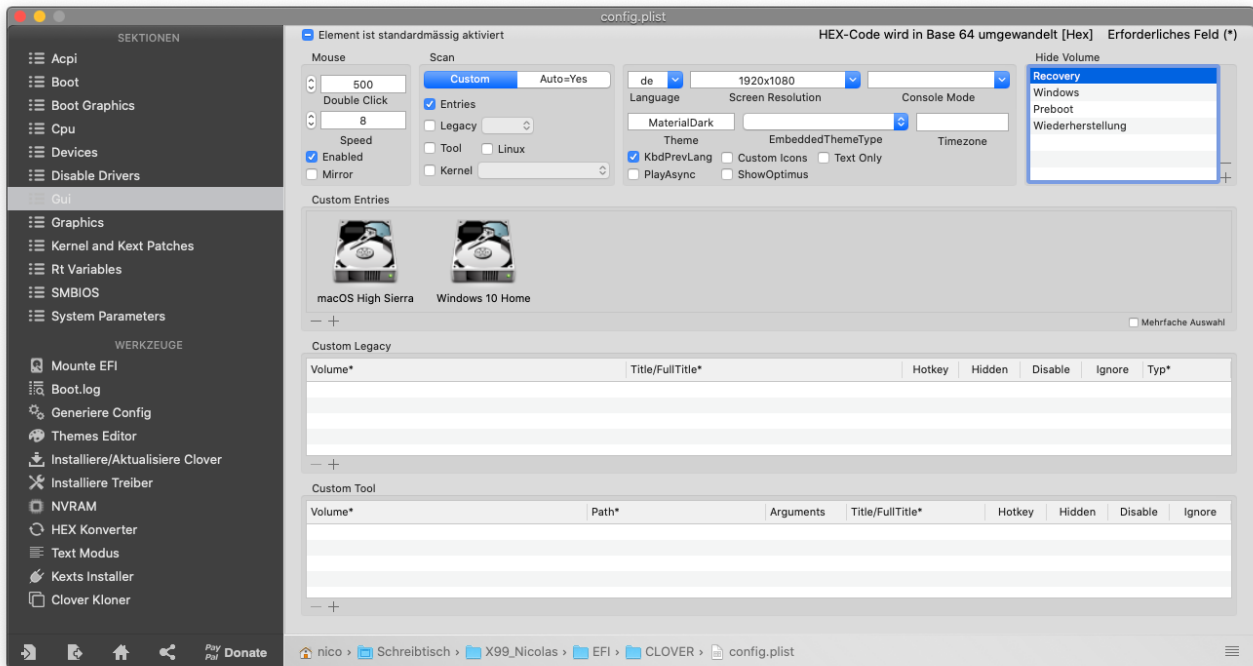 config.plist
SEKTIONEN
Acpi
Boot
Boot Graphics
Cpu
Devices
Disable Drivers
Gui
Graphics
Kernel and Kext Patches
Rt Variables
SMBIOS
System Parameters
WERKZEUGE
Mounte EFI
Boot.log
Generiere Config
Themes Editor
Installiere/Aktualisiere Clover
Installiere Treiber
NVRAM
HEX Konverter
Text Modus
Kexts Installer
Clover Kloner
Pay Pal Donate
Element ist standardmässig aktiviert
HEX-Code wird in Base 64 umgewandelt [Hex] Erforderliches Feld (*)
Mouse
500
Double Click
8
Speed
Enabled
Mirror
Scan
Custom Auto=Yes
Entries
Legacy
Tool Linux
Kernel
de 1920x1080
Language Screen Resolution Console Mode
MaterialDark
Theme EmbeddedThemeType Timezone
KbdPrevLang Custom Icons Text Only
PlayAsync ShowOptimus
Hide Volume
Recovery
Windows
Preboot
Wiederherstellung
Custom Entries
macOS High Sierra Windows 10 Home
Mehrfache Auswahl
Custom Legacy
Volume* Title/FullTitle* Hotkey Hidden Disable Ignore Typ*
Custom Tool
Volume* Path* Arguments Title/FullTitle* Hotkey Hidden Disable Ignore
nico › Schreibtisch › X99_Nicolas › EFI › CLOVER › config.plist